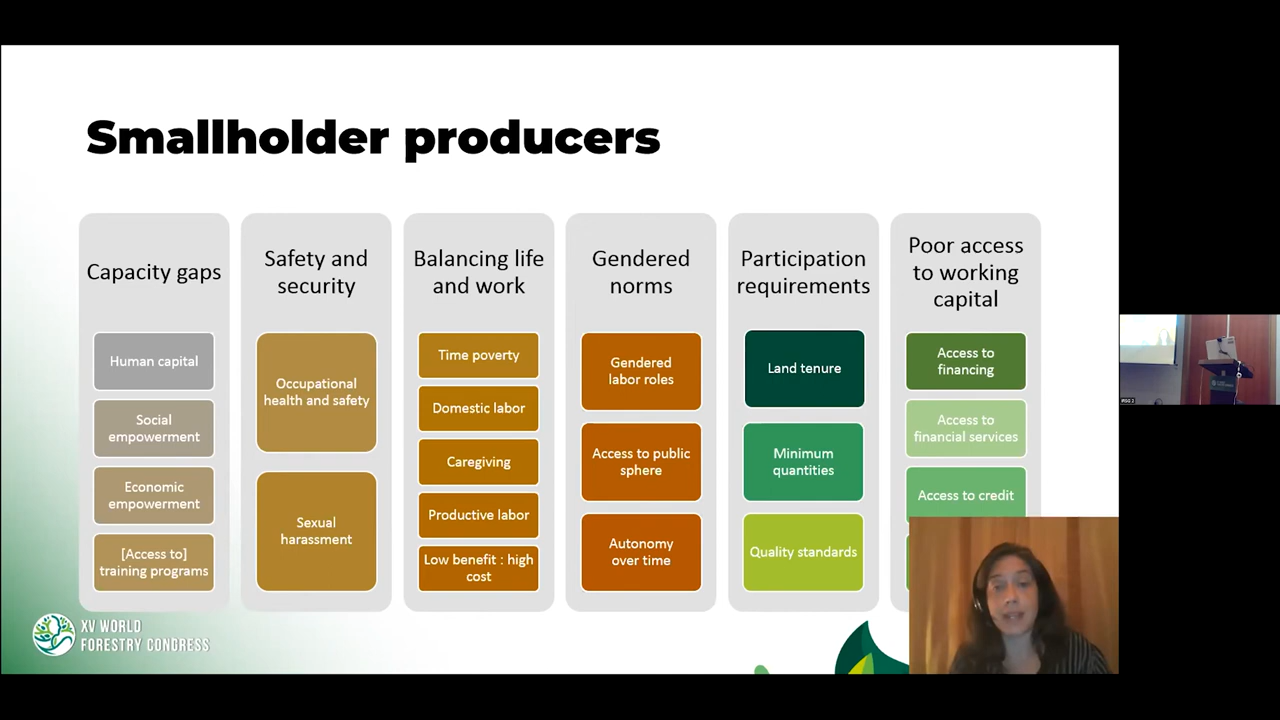 Smallholder producers
Capacity gaps
Human capital
Social
empowerment
Economic
empowerment
[Access to]
training programs
Safety and
security
Occupational
health and safety
Sexual
harassment
Balancing life
and work
Time poverty
Domestic labor
Caregiving
Productive labor
Low benefit : high
cost
Gendered
norms
Gendered
labor roles
Access to public
sphere
Autonomy
over time
Participation
requirements
Land tenure
Minimum
quantities
Quality standards
Poor access
to working
capital
Access to
financing
Access to
financial services
Access to credit
XV WORLD
FORESTRY CONGRESS